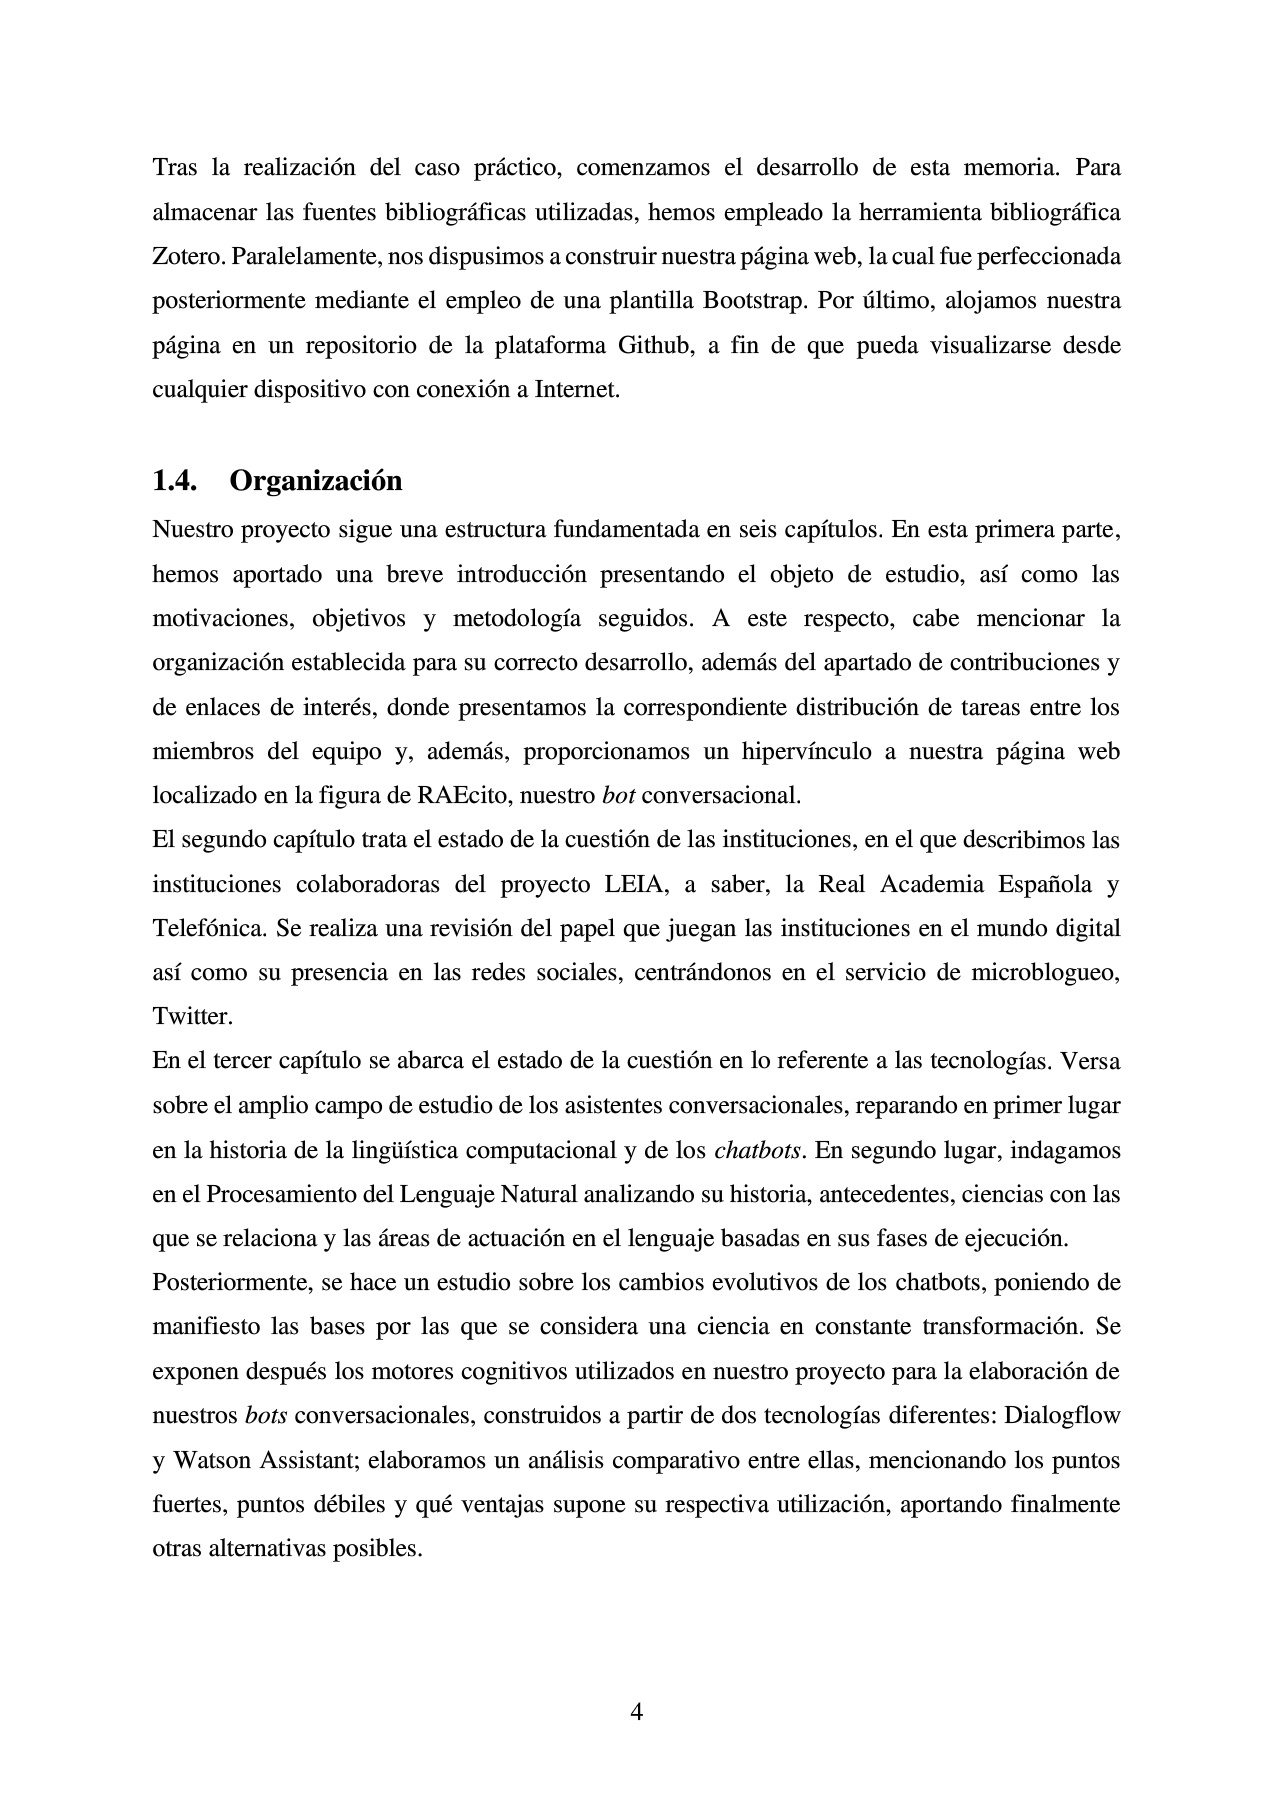 Tras la realización del caso práctico, comenzamos el desarrollo de esta memoria. Para
almacenar las fuentes bibliográficas utilizadas, hemos empleado la herramienta bibliográfica
Zotero. Paralelamente, nos dispusimos a construir nuestra página web, la cual fue perfeccionada
posteriormente mediante el empleo de una plantilla Bootstrap. Por último, alojamos nuestra
página en un repositorio de la plataforma Github, a fin de que pueda visualizarse desde
cualquier dispositivo con conexión a Internet.
1.4. Organización
Nuestro proyecto sigue una estructura fundamentada en seis capítulos. En esta primera parte,
hemos aportado una breve introducción presentando el objeto de estudio, así como las
motivaciones, objetivos y metodología seguidos. A este respecto, cabe mencionar la
organización establecida para su correcto desarrollo, además del apartado de contribuciones y
de enlaces de interés, donde presentamos la correspondiente distribución de tareas entre los
miembros del equipo y, además, proporcionamos un hipervínculo a nuestra página web
localizado en la figura de RAEcito, nuestro bot conversacional.
El segundo capítulo trata el estado de la cuestión de las instituciones, en el que describimos las
instituciones colaboradoras del proyecto LEIA, a saber, la Real Academia Española y
Telefónica. Se realiza una revisión del papel que juegan las instituciones en el mundo digital
así como su presencia en las redes sociales, centrándonos en el servicio de microblogueo,
Twitter.
En el tercer capítulo se abarca el estado de la cuestión en lo referente a las tecnologías. Versa
sobre el amplio campo de estudio de los asistentes conversacionales, reparando en primer lugar
en la historia de la lingüística computacional y de los chatbots. En segundo lugar, indagamos
en el Procesamiento del Lenguaje Natural analizando su historia, antecedentes, ciencias con las
que se relaciona y las áreas de actuación en el lenguaje basadas en sus fases de ejecución.
Posteriormente, se hace un estudio sobre los cambios evolutivos de los chatbots, poniendo de
manifiesto las bases por las que se considera una ciencia en constante transformación. Se
exponen después los motores cognitivos utilizados en nuestro proyecto para la elaboración de
nuestros bots conversacionales, construidos a partir de dos tecnologías diferentes: Dialogflow
y Watson Assistant; elaboramos un análisis comparativo entre ellas, mencionando los puntos
fuertes, puntos débiles y qué ventajas supone su respectiva utilización, aportando finalmente
otras alternativas posibles.
4